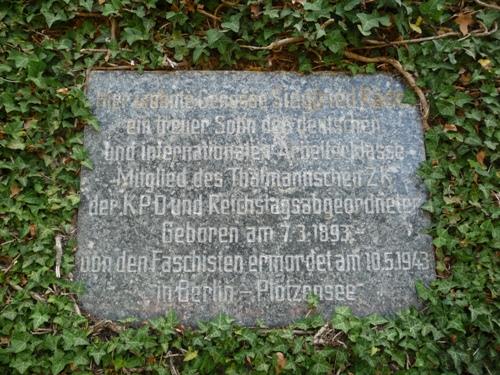 Hier wohnte Genosse Siegfried Rädel
ein treuer Sohn der deutschen
und internationalen Arbeiterklasse
Mitglied des Thälmannschen ZK
der KPD und Reichstagsabgeordneter
Geboren am 7.3.1893.-
von den Faschisten ermordet am 10.5.1943
in Berlin - Plötzensee